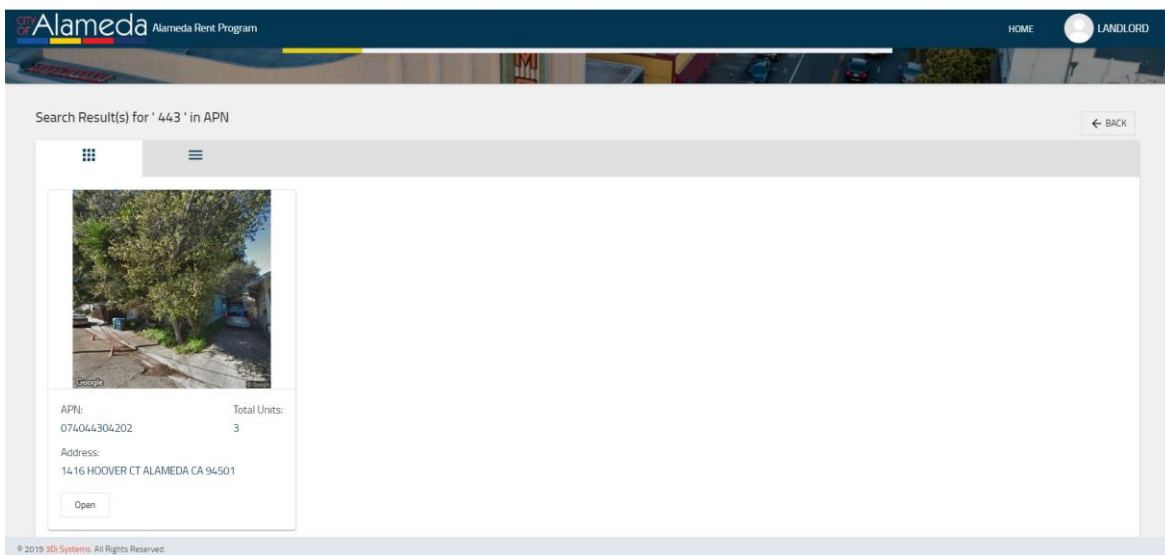 CITY OF Alameda Alameda Rent Program
HOME
LANDLORD
Search Result(s) for ' 443 ' in APN
← BACK
Google
© Google
APN:
Total Units:
074044304202
3
Address:
1416 HOOVER CT ALAMEDA CA 94501
Open
© 2019 3Di Systems. All Rights Reserved.